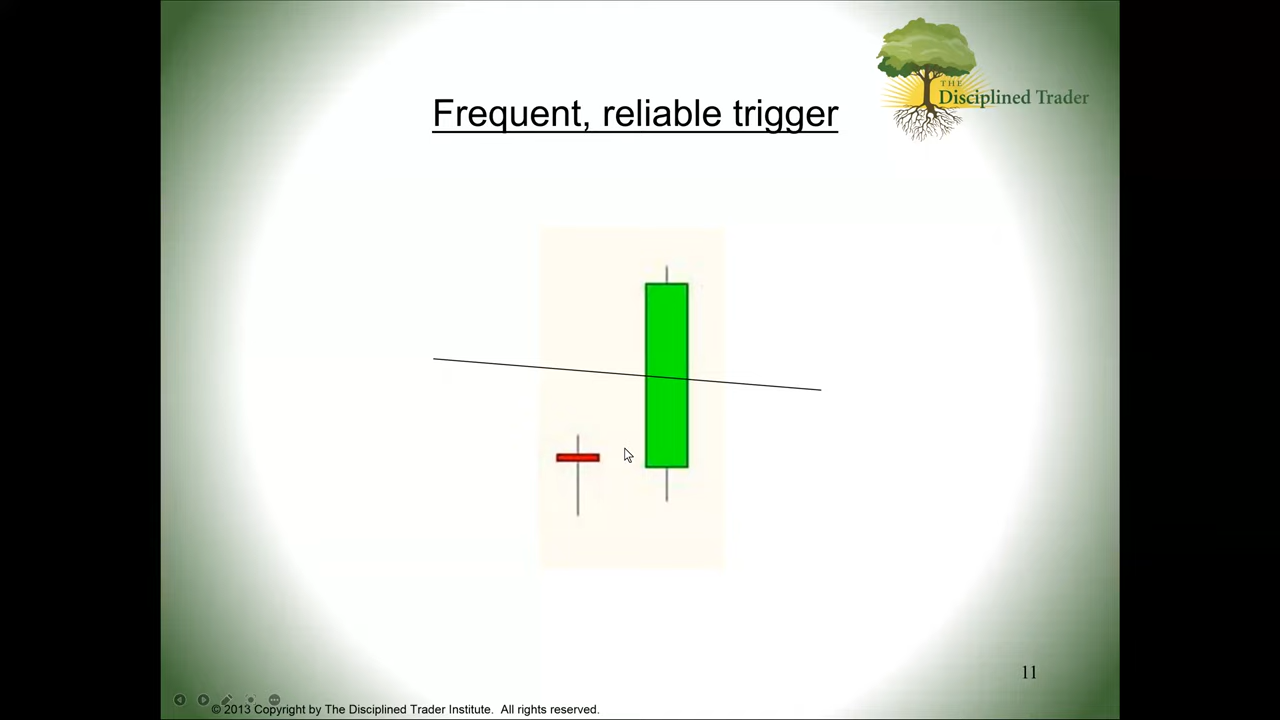 THE
Disciplined Trader
Frequent, reliable trigger
11
© 2013 Copyright by The Disciplined Trader Institute.  All rights reserved.